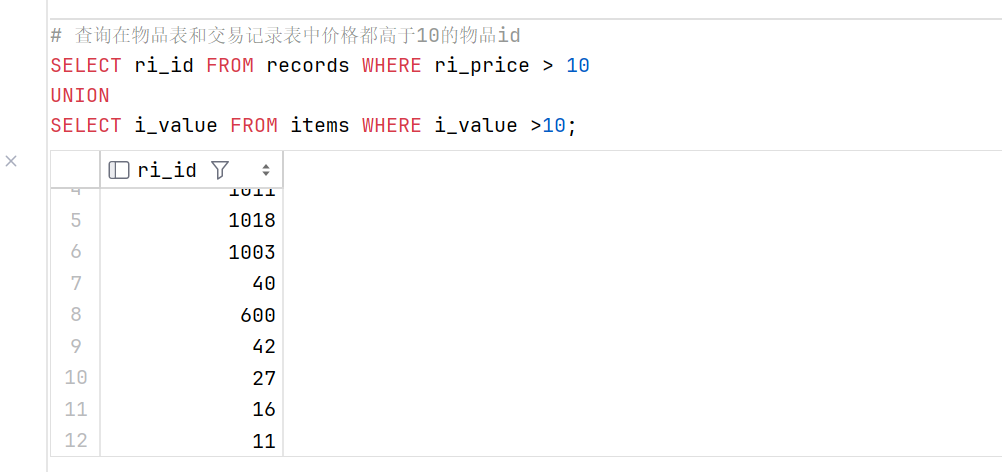 # 查询在物品表和交易记录表中价格都高于10的物品id
SELECT ri_id FROM records WHERE ri_price > 10
UNION
SELECT i_value FROM items WHERE i_value >10;
ri_id
4 1011
5 1018
6 1003
7 40
8 600
9 42
10 27
11 16
12 11